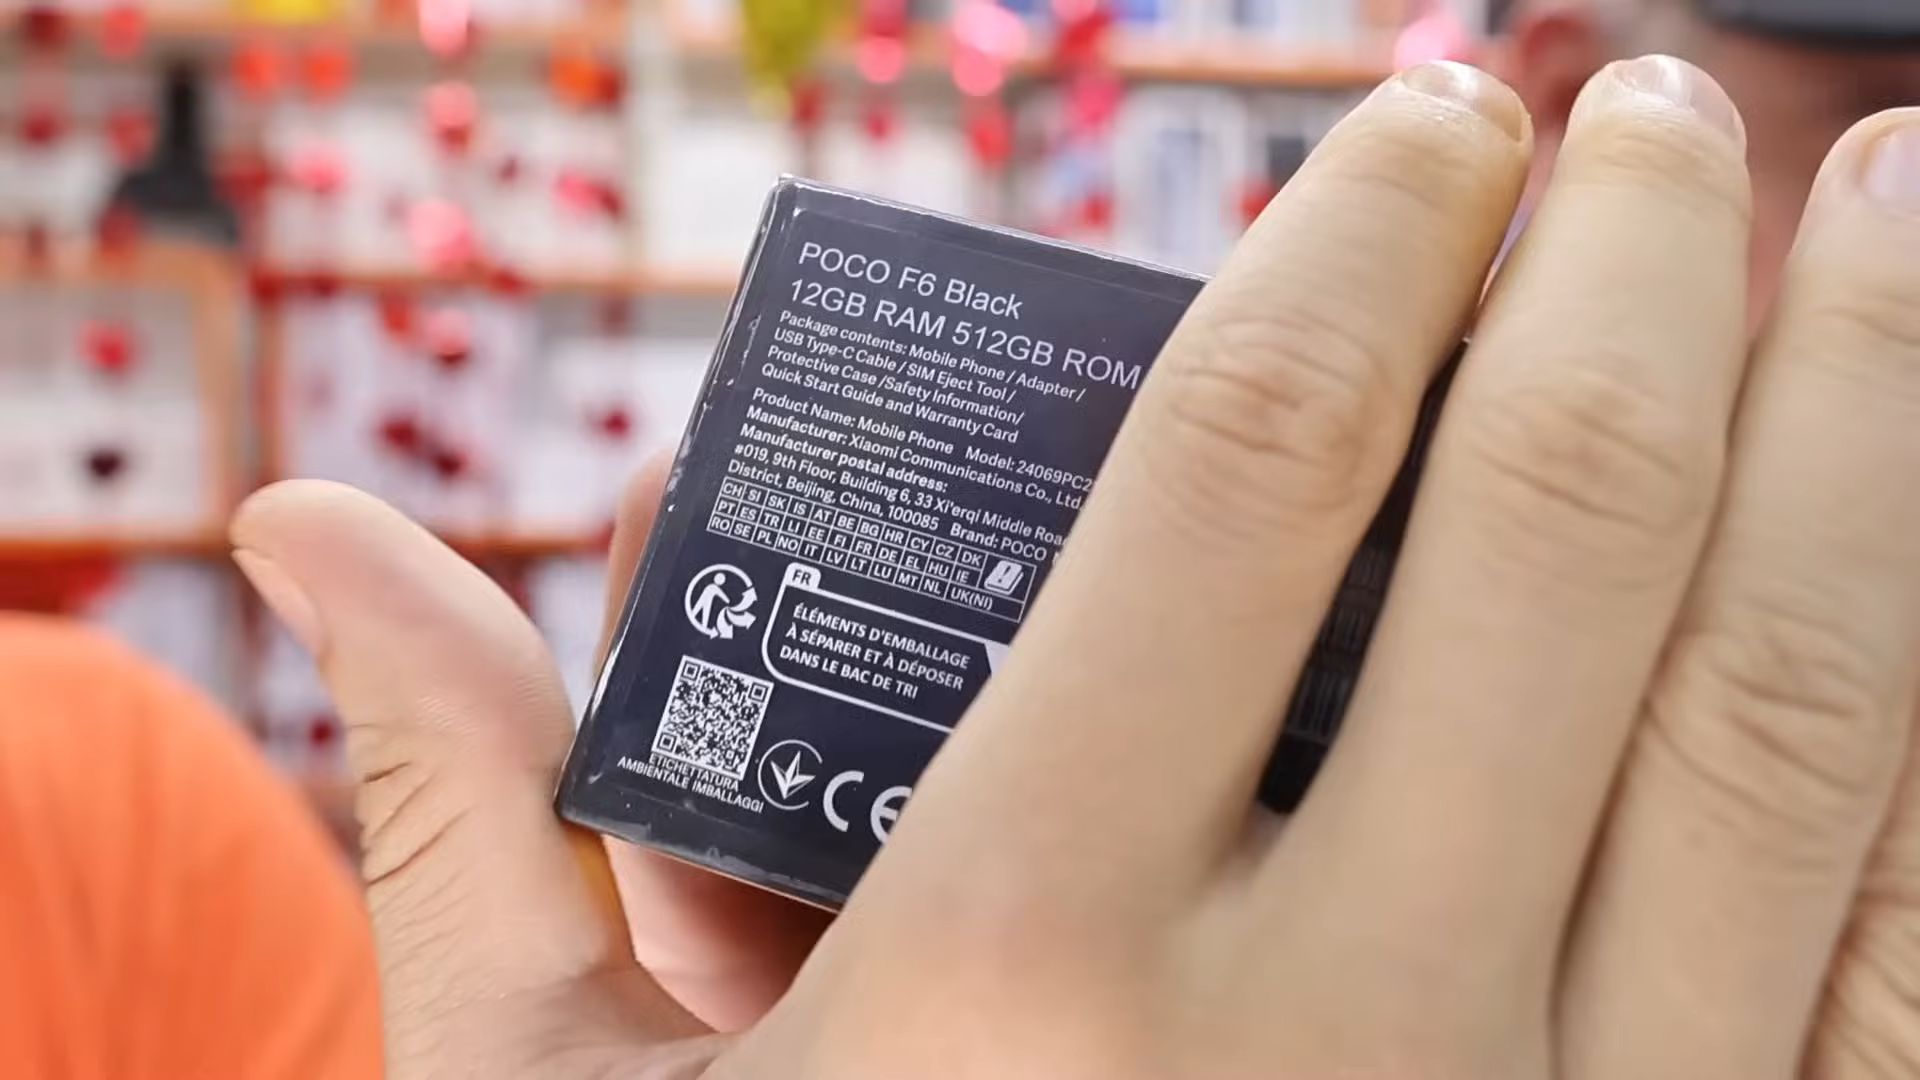 POCO F6 Black
12GB RAM 512GB ROM
Package contents: Mobile Phone / Adapter /
USB Type-C Cable / SIM Eject Tool /
Protective Case /Safety Information/
Quick Start Guide and Warranty Card
Product Name: Mobile Phone Model: 24069PC2
Manufacturer: Xiaomi Communications Co., Ltd.
Manufacturer postal address:
#019, 9th Floor, Building 6, 33 Xi'erqi Middle Roa
District, Beijing, China, 100085 Brand: POCO
CH SI SK IS AT BE BG HR CY CZ DK
PT ES TR LI EE FI FR DE EL HU IE
RO SE PL NO IT LV LT LU MT NL UK(NI)
FR
ÉLÉMENTS D'EMBALLAGE
À SÉPARER ET À DÉPOSER
DANS LE BAC DE TRI
ETICHETTATURA
AMBIENTALE IMBALLAGGI
CE